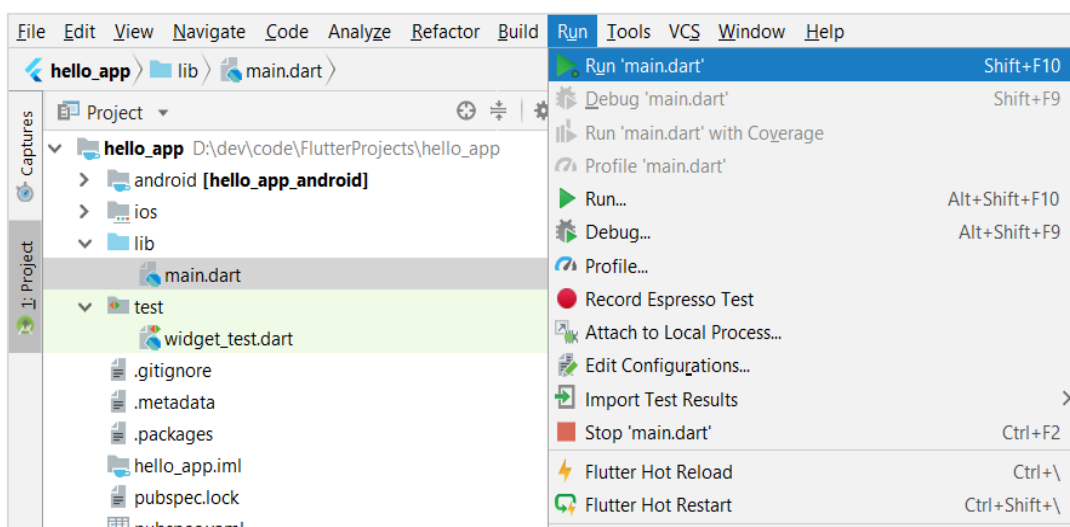 File Edit View Navigate Code Analyze Refactor Build Run Tools VCS Window Help
hello_app lib main.dart
Project
Captures
1: Project
hello_app D:\dev\code\FlutterProjects\hello_app
android [hello_app_android]
ios
lib
main.dart
test
widget_test.dart
.gitignore
.metadata
.packages
hello_app.iml
pubspec.lock
pubspec.yaml
Run 'main.dart' Shift+F10
Debug 'main.dart' Shift+F9
Run 'main.dart' with Coverage
Profile 'main.dart'
Run... Alt+Shift+F10
Debug... Alt+Shift+F9
Profile...
Record Espresso Test
Attach to Local Process...
Edit Configurations...
Import Test Results
Stop 'main.dart' Ctrl+F2
Flutter Hot Reload Ctrl+\
Flutter Hot Restart Ctrl+Shift+\